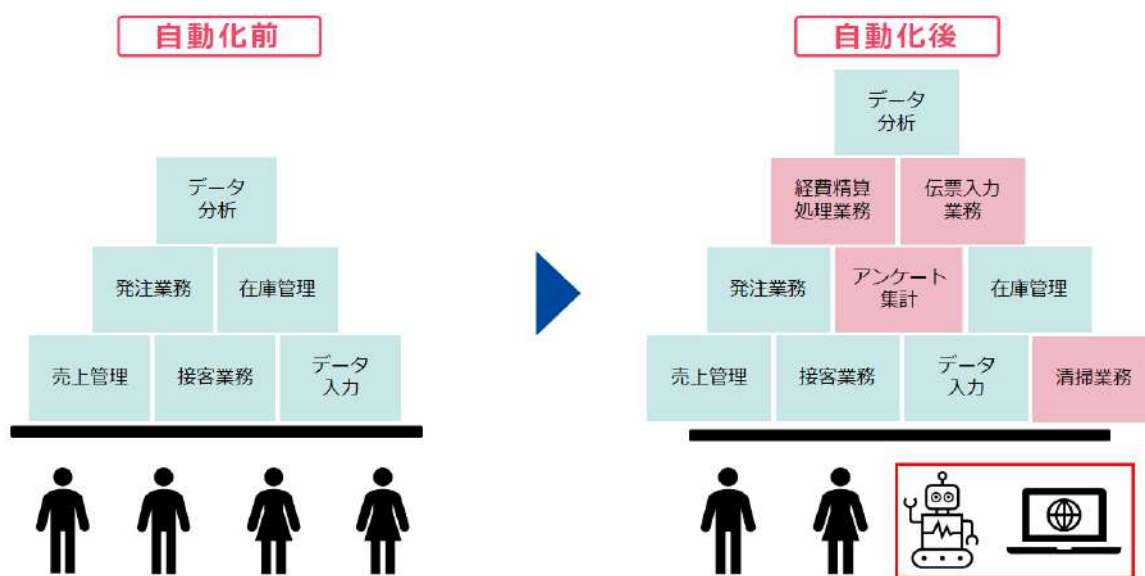 自動化前
データ
分析
発注業務
在庫管理
売上管理
接客業務
データ
入力
自動化後
データ
分析
経費精算
処理業務
伝票入力
業務
発注業務
アンケート
集計
在庫管理
売上管理
接客業務
データ
入力
清掃業務